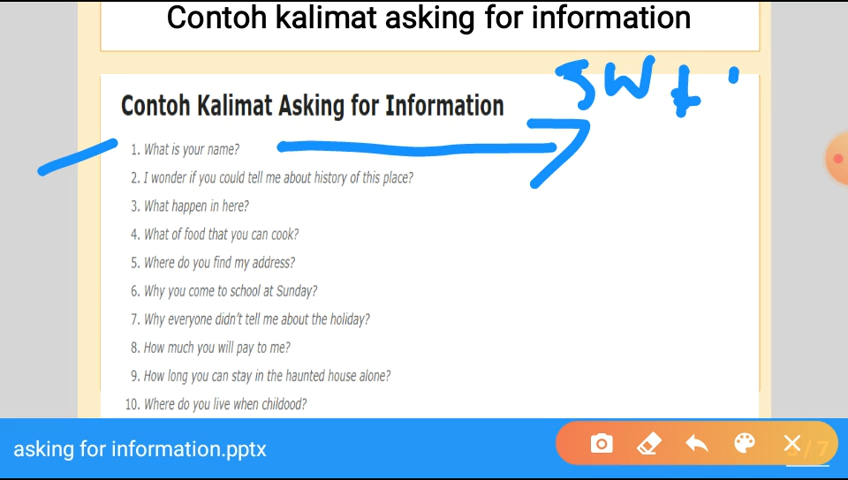 Contoh kalimat asking for information
Contoh Kalimat Asking for Information
1. What is your name?
2. I wonder if you could tell me about history of this place?
3. What happen in here?
4. What of food that you can cook?
5. Where do you find my address?
6. Why you come to school at Sunday?
7. Why everyone didn't tell me about the holiday?
8. How much you will pay to me?
9. How long you can stay in the haunted house alone?
10. Where do you live when childood?
asking for information.pptx
/ 7